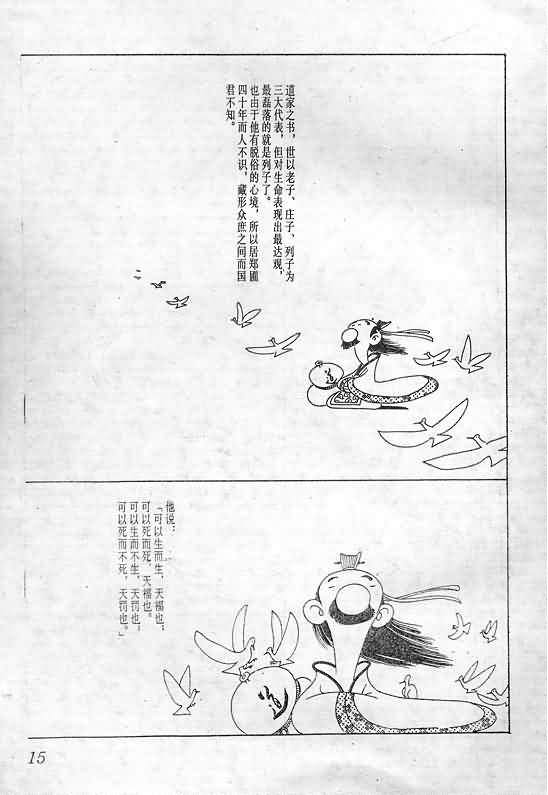 道家之书，世以老子、庄子、列子为
三大代表，但对生命表现出最达观，
最磊落的就是列子了。
也由于他有脱俗的心境，所以居郑圃
四十年而人不识，藏形众庶之间而国
君不知。
道
他说：
「可以生而生，天福也；
可以死而死，天福也。
可以生而不生，天罚也；
可以死而不死，天罚也。」
道
15